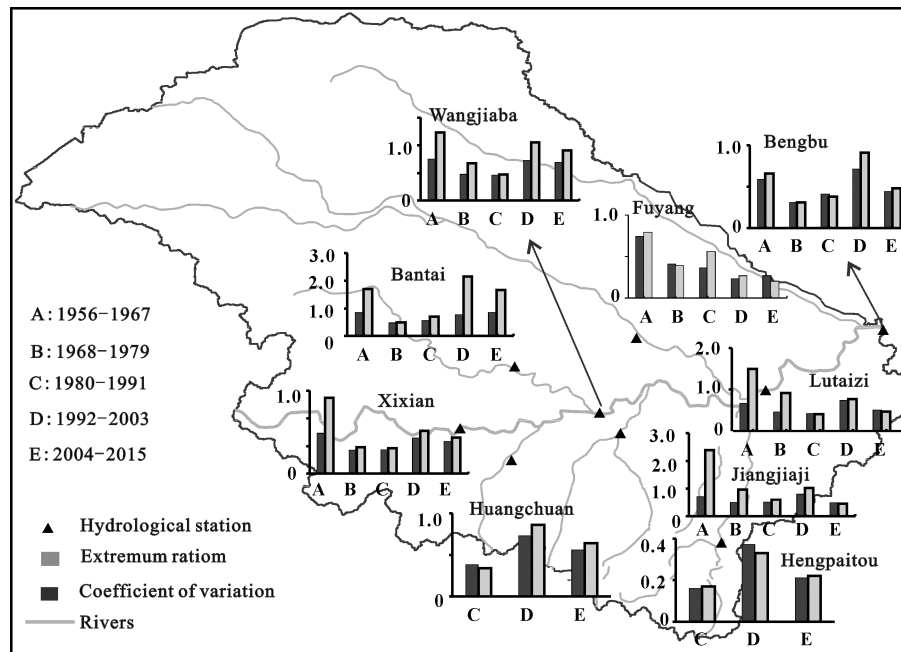 Wangjiaba
1.0
0
A B C D E
Bengbu
1.0
0
A B C D E
Fuyang
1.0
0
A B C D E
Bantai
3.0
2.0
1.0
0
A B C D E
A:1956-1967
B:1968-1979
C:1980-1991
D:1992-2003
E:2004-2015
Xixian
1.0
0
A B C D E
Lutaizi
2.0
1.0
0
A B C D E
Jiangjiaji
3.0
2.0
1.0
0
A B C D E
Huangchuan
1.0
0
C D E
Hengpaitou
0.4
0.2
0
C D E
Hydrological station
Extremum ratiom
Coefficient of variation
Rivers